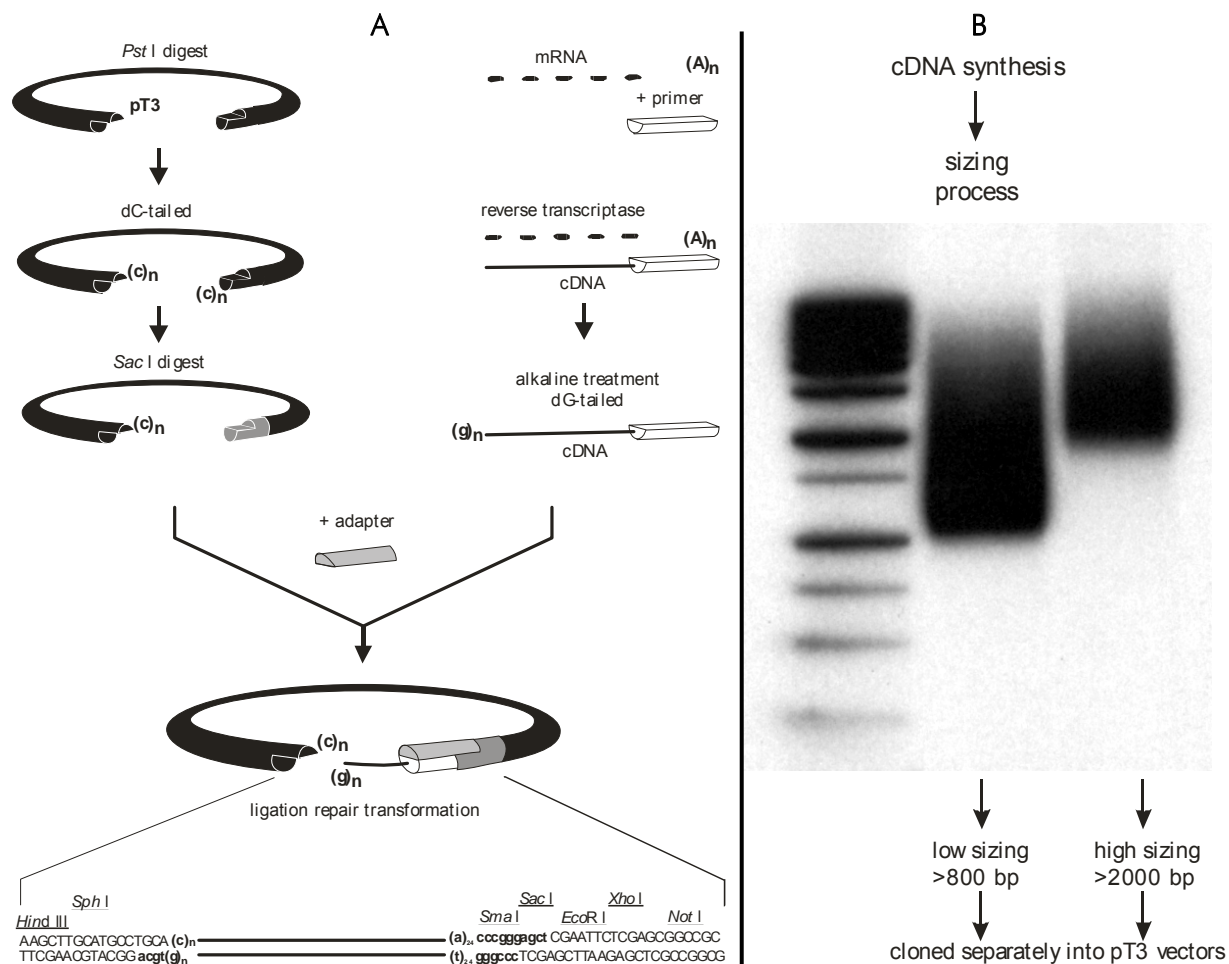 A
Pst I digest
pT3
dC-tailed
(c)n
(c)n
Sac I digest
(c)n
mRNA
(A)n
+ primer
reverse transcriptase
(A)n
cDNA
alkaline treatment
dG-tailed
(g)n
cDNA
+ adapter
(c)n
(g)n
ligation repair transformation
Sph I
Hind III
AAGCTTGCATGCCTGCA (c)n
TTCGAACGTACGG acgt(g)n
Sac I
Xho I
Sma I
EcoR I
Not I
(a)24 cccgggagct CGAATTCTCGAGCGGCCGC
(t)24 gggcccTCGAGCTTAAGAGCTCGCCGGCG
B
cDNA synthesis
sizing
process
low sizing
>800 bp
high sizing
>2000 bp
cloned separately into pT3 vectors